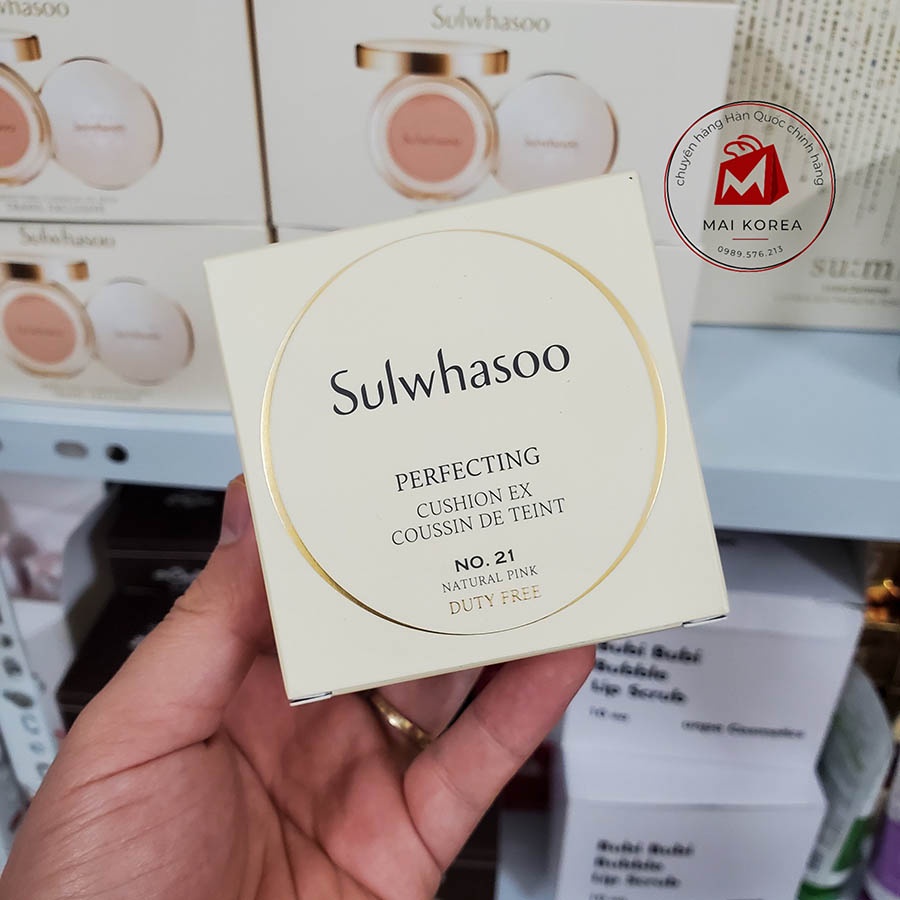 Sulwhasoo
Sulwhasoo
chuyên hàng Hàn Quốc chính hãng
MAI KOREA
0989.576.213
Sulwhasoo
su:m
Sulwhasoo
PERFECTING
CUSHION EX
COUSSIN DE TEINT
NO. 21
NATURAL PINK
DUTY FREE
Bubi Bubi
Bubble
Lip Scrub
Bubi Bubi
Bubble
Lip Scrub